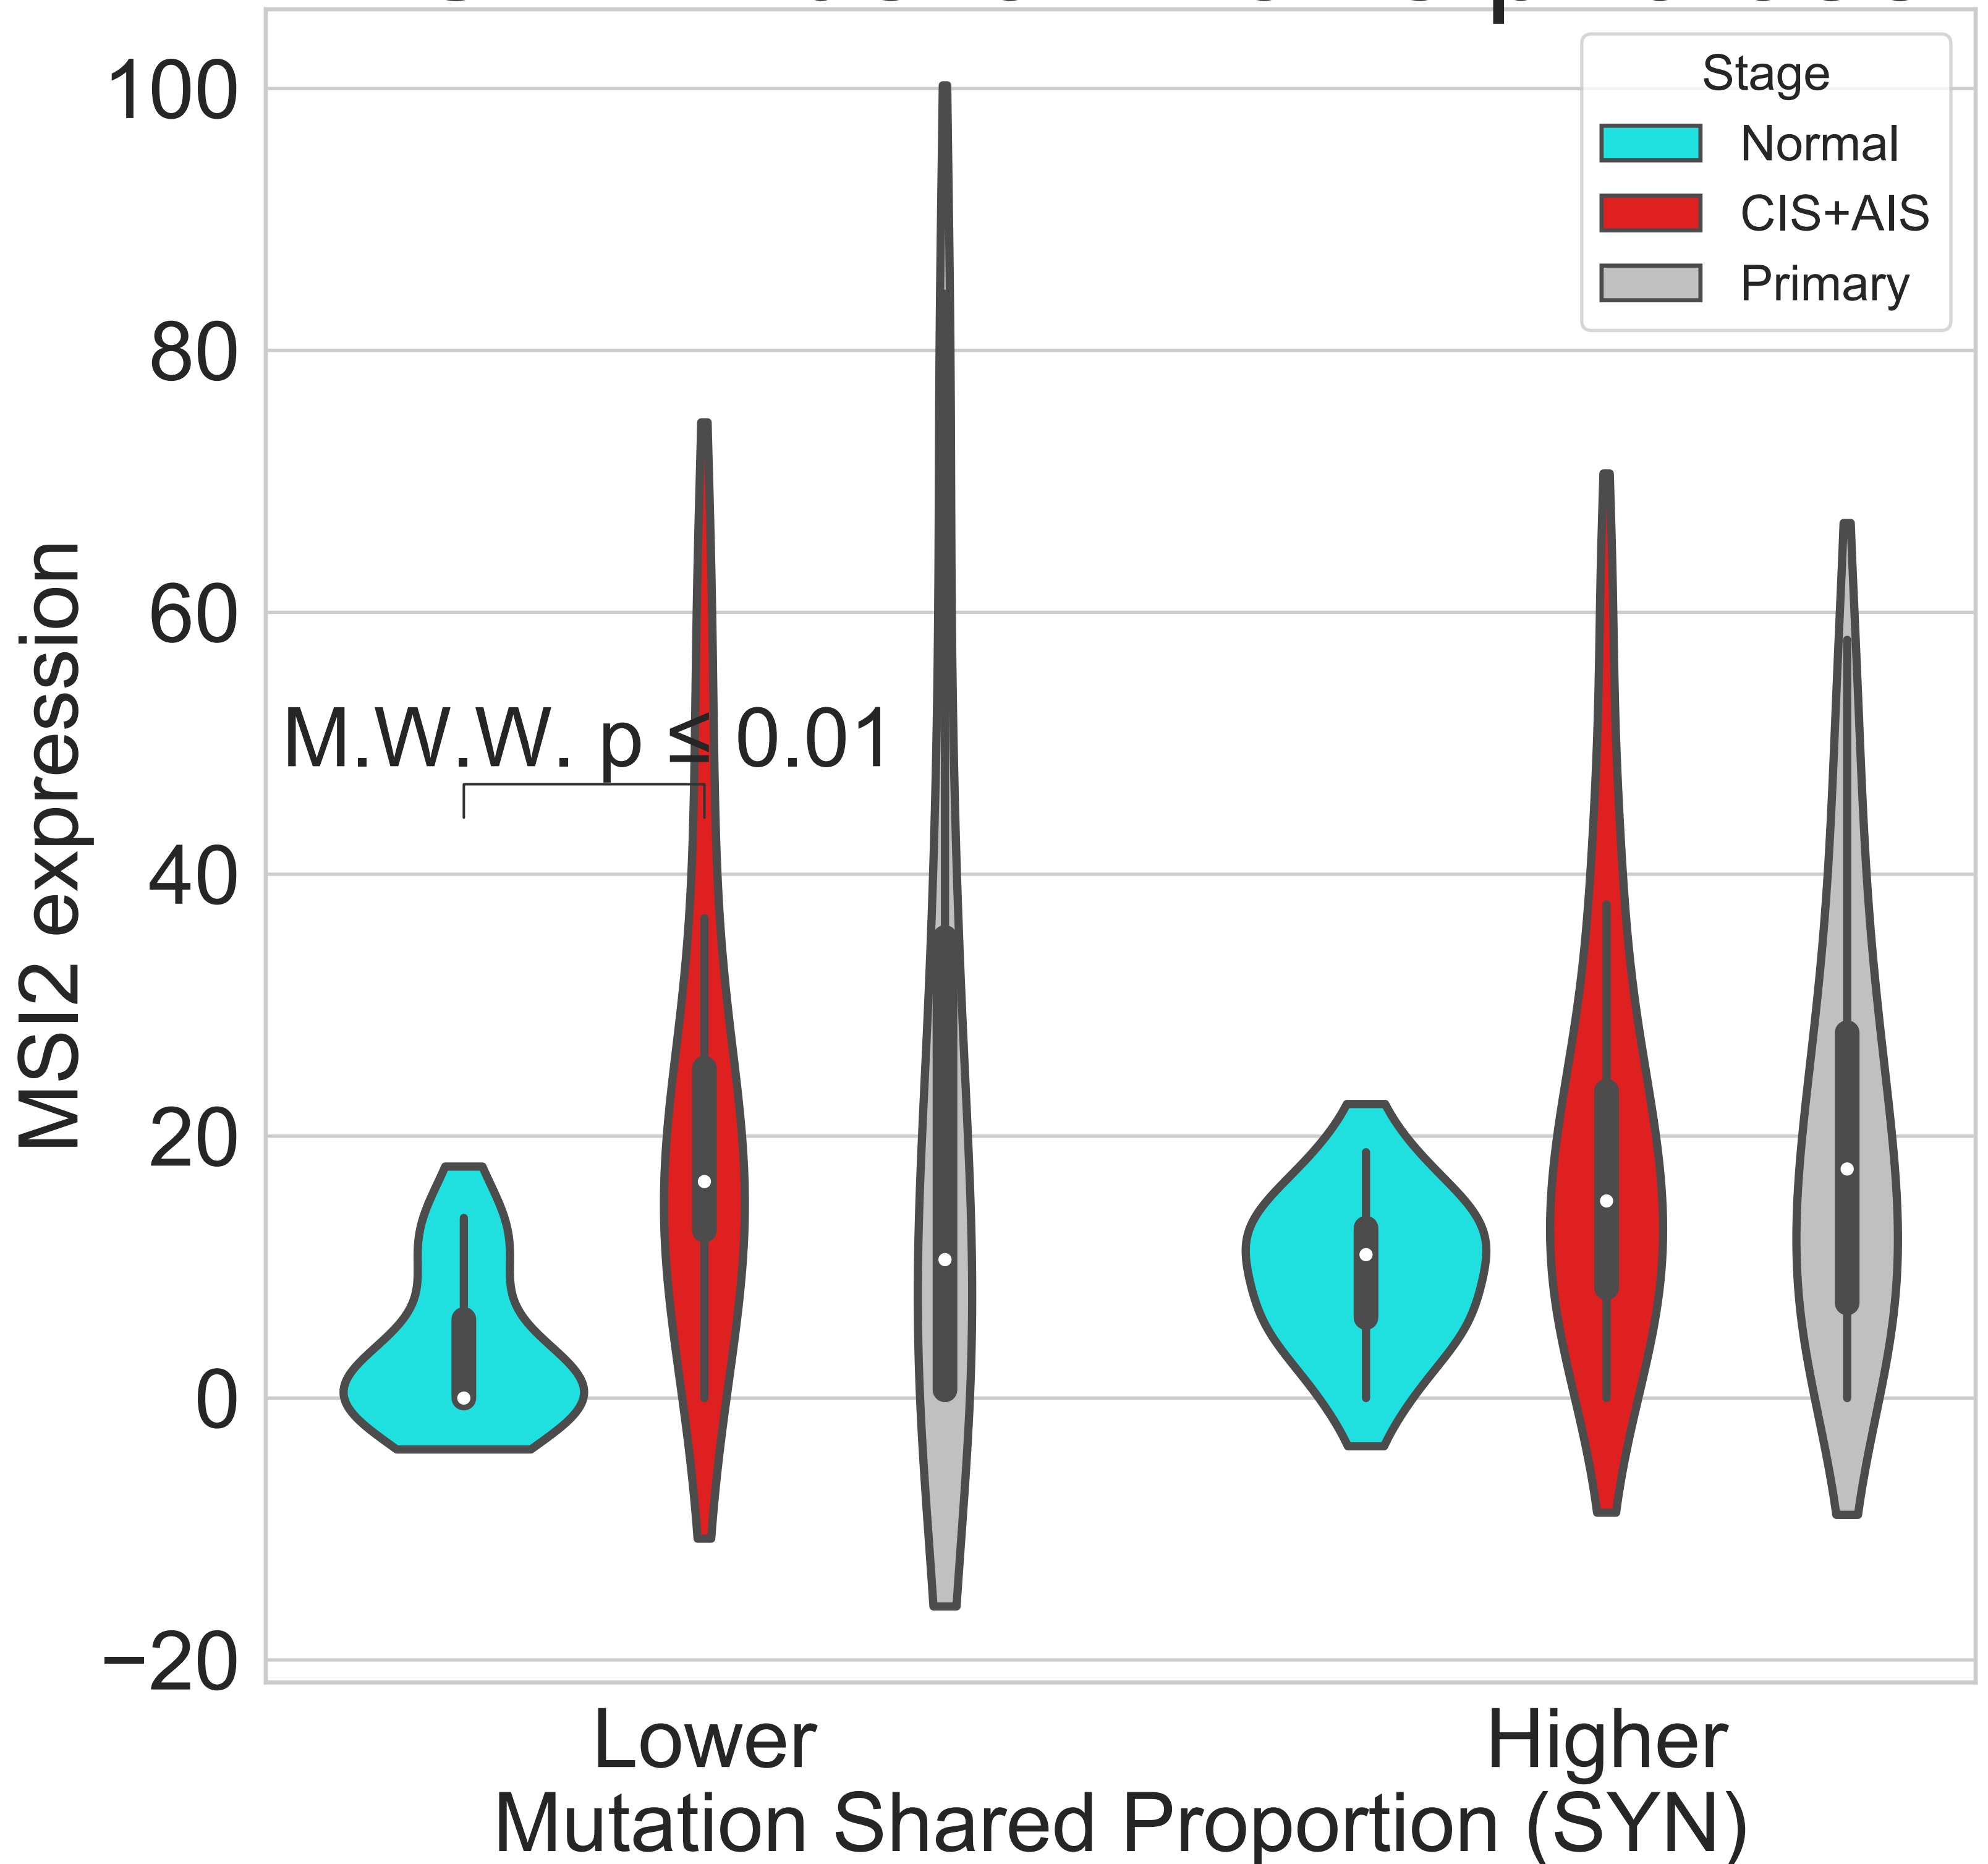 100
80
60
40
20
0
−20
MSI2 expression
Stage
Normal
CIS+AIS
Primary
M.W.W. p ≤ 0.01
Lower
Higher
Mutation Shared Proportion (SYN)